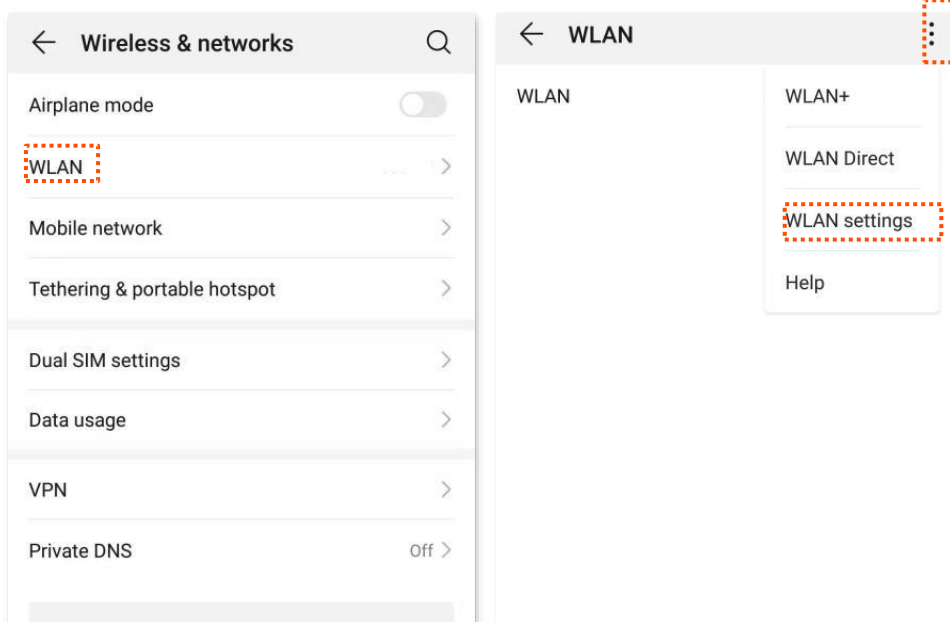 Wireless & networks
Airplane mode
WLAN
Mobile network
Tethering & portable hotspot
Dual SIM settings
Data usage
VPN
Private DNS Off
WLAN
WLAN
WLAN+
WLAN Direct
WLAN settings
Help